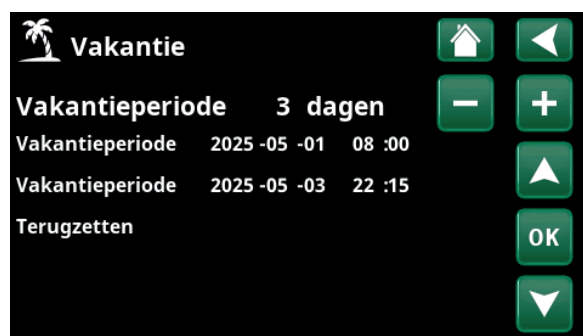 Vakantie
Vakantieperiode 3 dagen
Vakantieperiode 2025 -05 -01 08 :00
Vakantieperiode 2025 -05 -03 22 :15
Terugzetten
OK